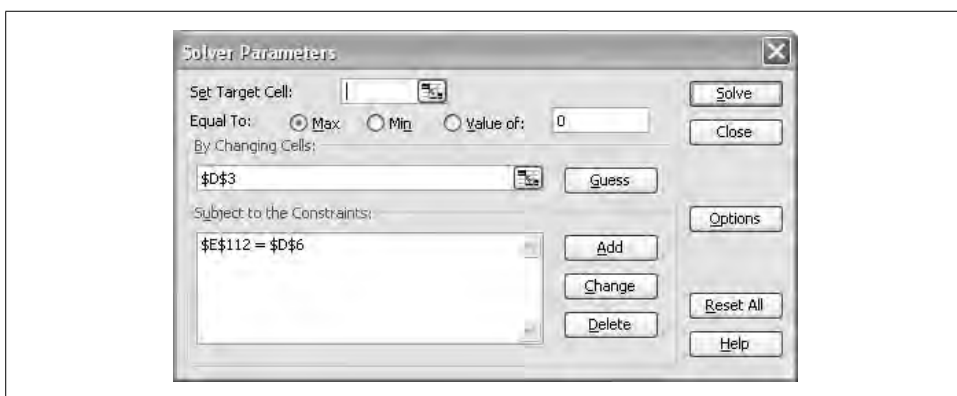 Solver Parameters
Set Target Cell:
Solve
Equal To: Max Min Value of: 0
Close
By Changing Cells:
$D$3
Guess
Subject to the Constraints:
Options
$E$112 = $D$6
Add
Change
Reset All
Delete
Help